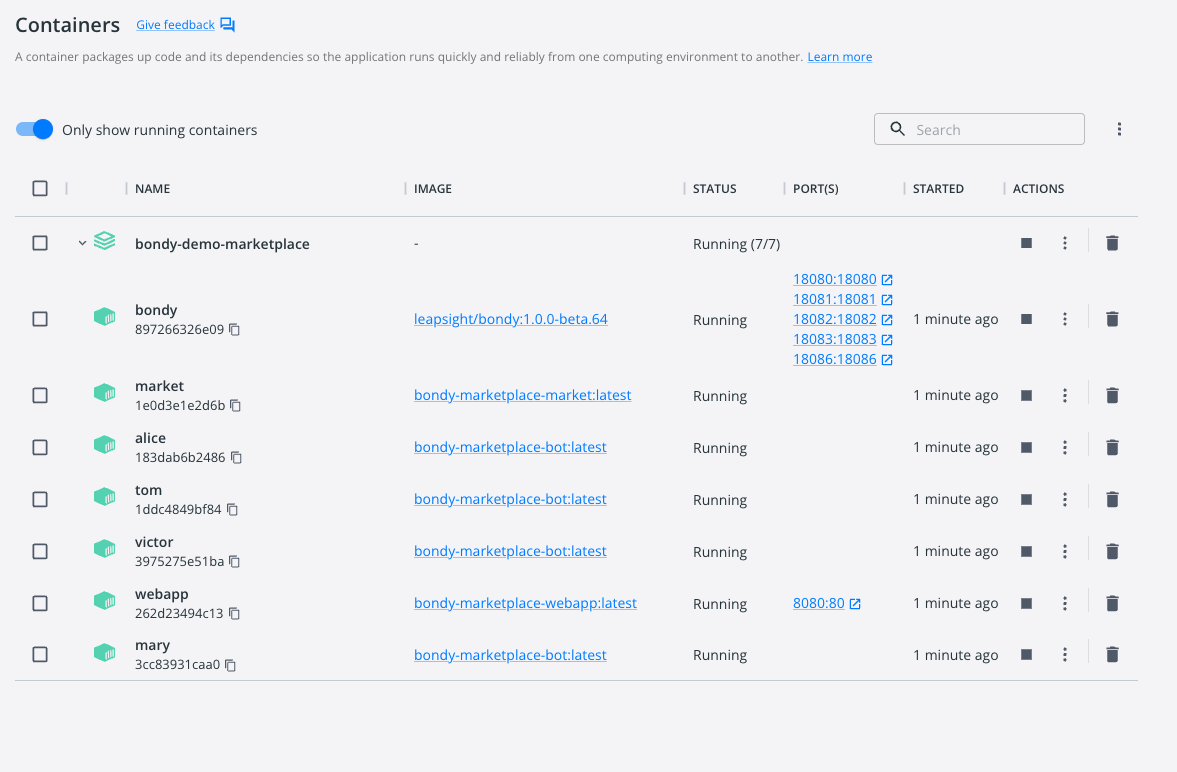 Containers Give feedback
A container packages up code and its dependencies so the application runs quickly and reliably from one computing environment to another. Learn more
Only show running containers
Search
NAME IMAGE STATUS PORT(S) STARTED ACTIONS
bondy-demo-marketplace - Running (7/7)
bondy
897266326e09
leapsight/bondy:1.0.0-beta.64
Running
18080:18080
18081:18081
18082:18082
18083:18083
18086:18086
1 minute ago
market
1e0d3e1e2d6b
bondy-marketplace-market:latest
Running
1 minute ago
alice
183dab6b2486
bondy-marketplace-bot:latest
Running
1 minute ago
tom
1ddc4849bf84
bondy-marketplace-bot:latest
Running
1 minute ago
victor
3975275e51ba
bondy-marketplace-bot:latest
Running
1 minute ago
webapp
262d23494c13
bondy-marketplace-webapp:latest
Running
8080:80
1 minute ago
mary
3cc83931caa0
bondy-marketplace-bot:latest
Running
1 minute ago